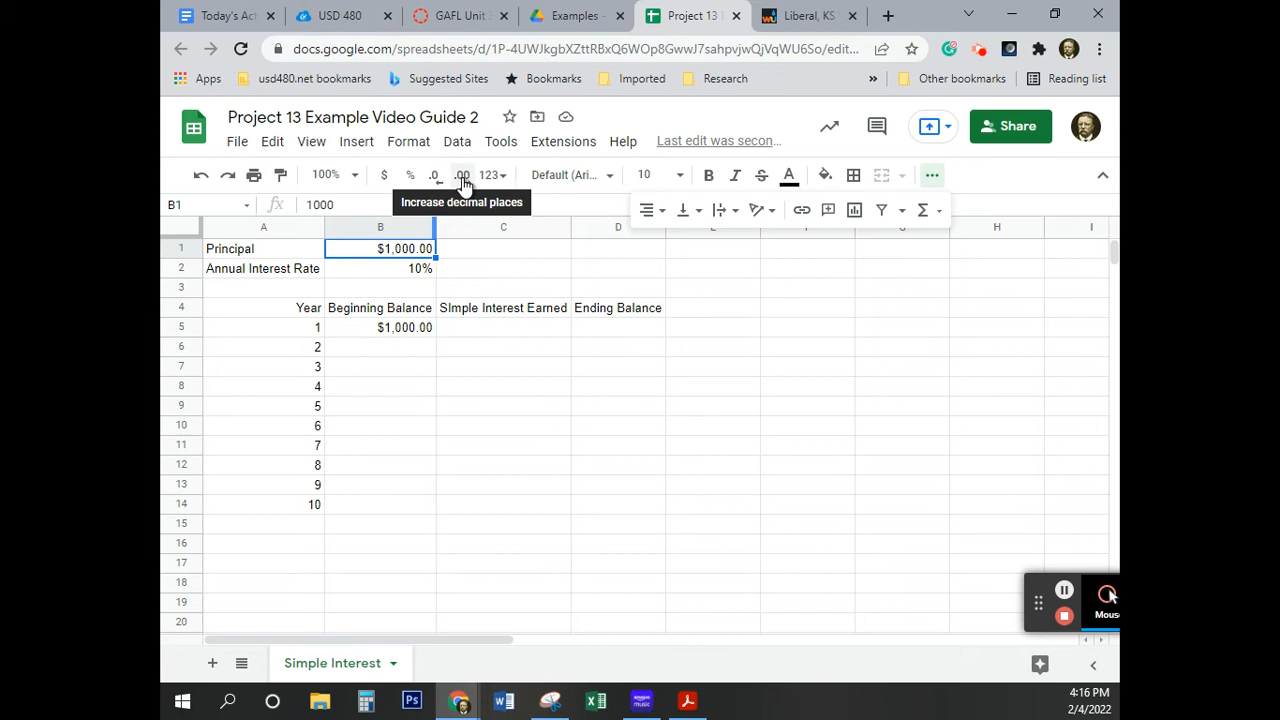 Today's Act
USD 480
GAFL Unit
Examples -
Project 13 E
Liberal, KS
docs.google.com/spreadsheets/d/1P-4UWJkgbXZttRBxQ6WOp8GwwJ7sahpvjwQjVqWU6So/edit...
Apps
usd480.net bookmarks
Suggested Sites
Bookmarks
Imported
Research
»
Other bookmarks
Reading list
Project 13 Example Video Guide 2
File Edit View Insert Format Data Tools Extensions Help Last edit was secon...
Share
100% $ % .0 .00 123 Default (Ari... 10 B I S A
Increase decimal places
B1 fx 1000
A B C D E F G H I
1 Principal $1,000.00
2 Annual Interest Rate 10%
3
4 Year Beginning Balance SImple Interest Earned Ending Balance
5 1 $1,000.00
6 2
7 3
8 4
9 5
10 6
11 7
12 8
13 9
14 10
15
16
17
18
19
20
Mous
Simple Interest
4:16 PM
2/4/2022
Ps
amazon music